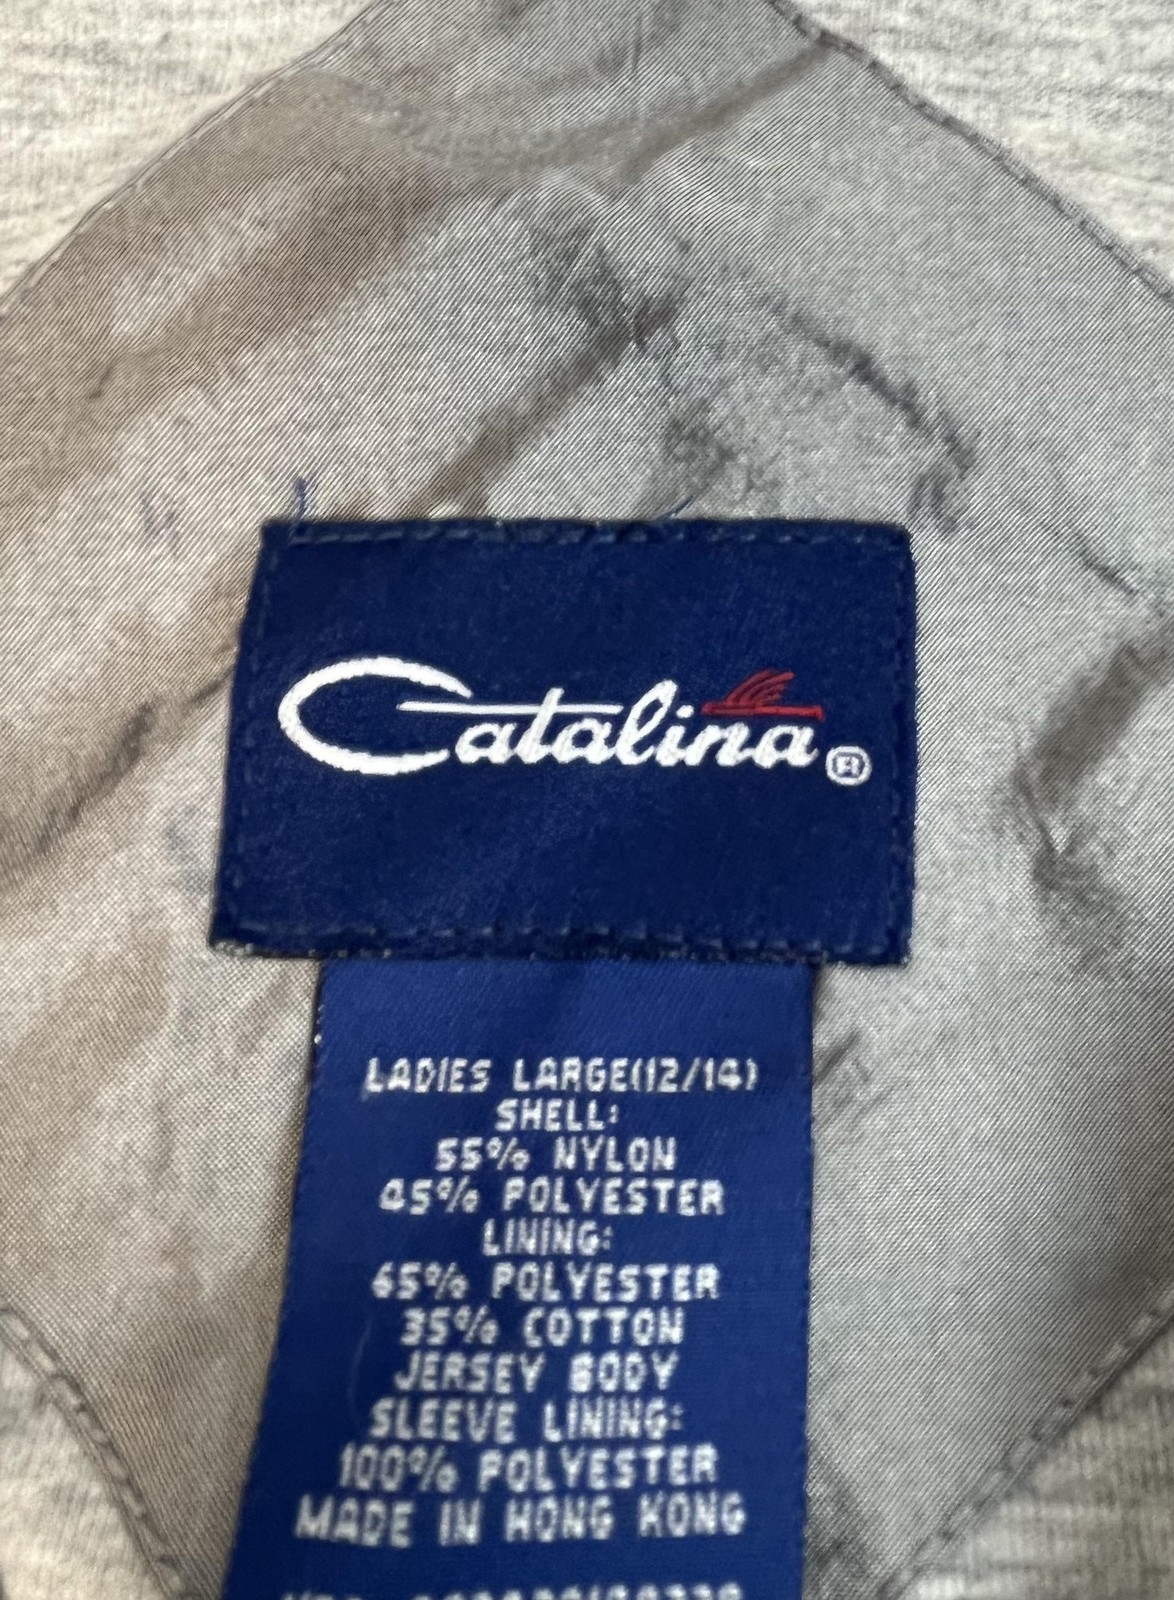 Catalina®
LADIES LARGE(12/14)
SHELL:
55% NYLON
45% POLYESTER
LINING:
65% POLYESTER
35% COTTON
JERSEY BODY
SLEEVE LINING:
100% POLYESTER
MADE IN HONG KONG